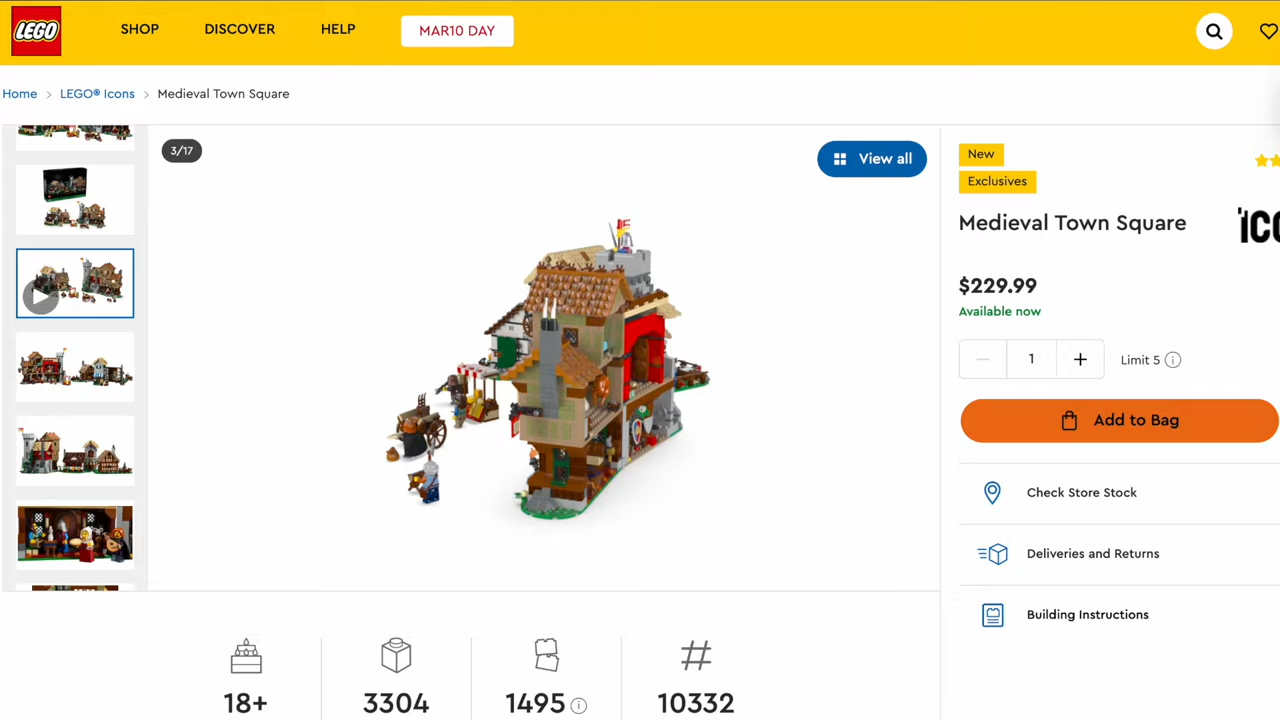 LEGO
SHOP
DISCOVER
HELP
MAR10 DAY
Home > LEGO® Icons > Medieval Town Square
3/17
View all
New
Exclusives
Medieval Town Square
$229.99
Available now
1
Limit 5
Add to Bag
Check Store Stock
Deliveries and Returns
Building Instructions
18+
3304
1495
10332